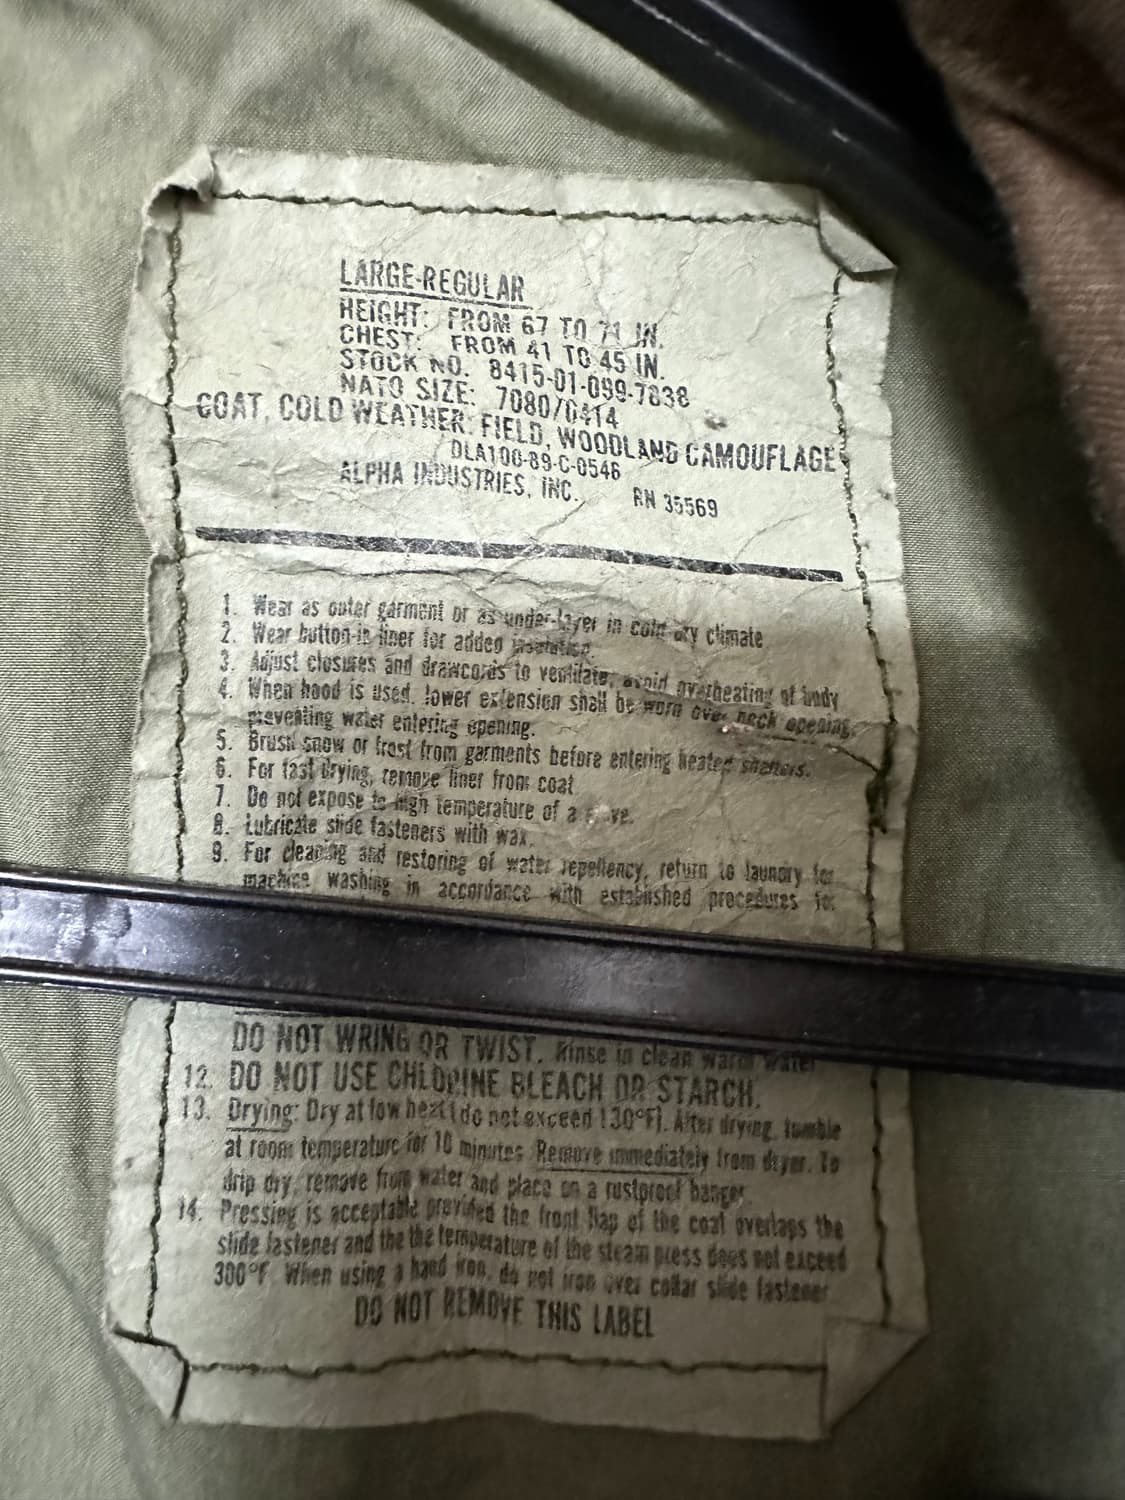 LARGE-REGULAR
HEIGHT: FROM 67 TO 71 IN.
CHEST: FROM 41 TO 45 IN.
STOCK NO. 8415-01-099-7838
NATO SIZE: 7080/0414
COAT, COLD WEATHER: FIELD, WOODLAND CAMOUFLAGE
DLA100-89-C-0546
ALPHA INDUSTRIES, INC. RN 35569
1. Wear as outer garment or as under-layer in cold dry climate
2. Wear button-in liner for added insulation.
3. Adjust closures and drawcords to ventilate; avoid overheating of body
4. When hood is used, lower extension shall be worn over neck opening,
preventing water entering opening.
5. Brush snow or frost from garments before entering heated shelters.
6. For fast drying, remove liner from coat
7. Do not expose to high temperature of a
8. Lubricate slide fasteners with wax.
9. For cleaning and restoring of water repellency, return to laundry for
machine washing in accordance with established procedures for
DO NOT WRING OR TWIST. Rinse in clean warm water
12. DO NOT USE CHLORINE BLEACH OR STARCH.
13. Drying: Dry at low heat (do not exceed 130°F). After drying, tumble
at room temperature for 10 minutes Remove immediately from dryer. To
drip dry, remove from water and place on a rustproof hanger
14. Pressing is acceptable provided the front flap of the coat overlaps the
slide fastener and the the temperature of the steam press does not exceed
300°F. When using a hand iron, do not iron over collar slide fastener
DO NOT REMOVE THIS LABEL